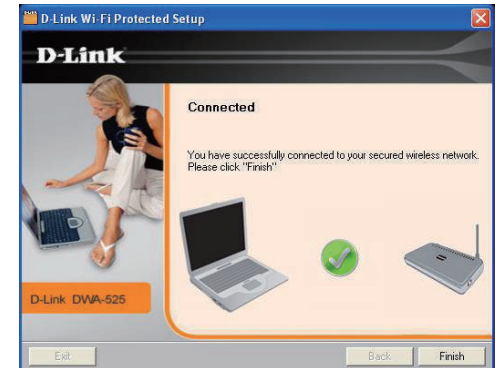 D-Link Wi-Fi Protected Setup
D-Link
Connected
You have successfully connected to your secured wireless network.
Please click "Finish"
D-Link DWA-525
Exit
Back
Finish